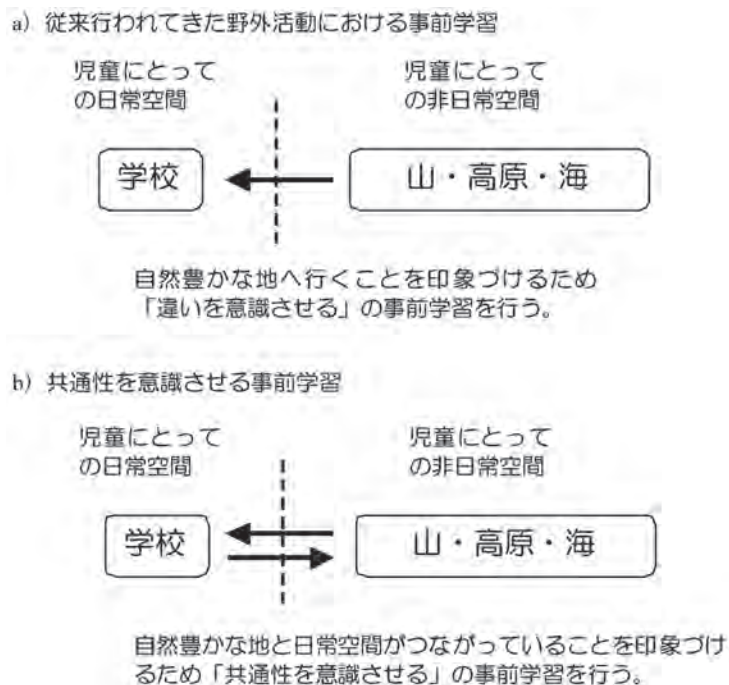 a）従来行われてきた野外活動における事前学習
児童にとって
の日常空間
児童にとって
の非日常空間
学校
山・高原・海
自然豊かな地へ行くことを印象づけるため
「違いを意識させる」の事前学習を行う。
b）共通性を意識させる事前学習
児童にとって
の日常空間
児童にとって
の非日常空間
学校
山・高原・海
自然豊かな地と日常空間がつながっていることを印象づけ
るため「共通性を意識させる」の事前学習を行う。